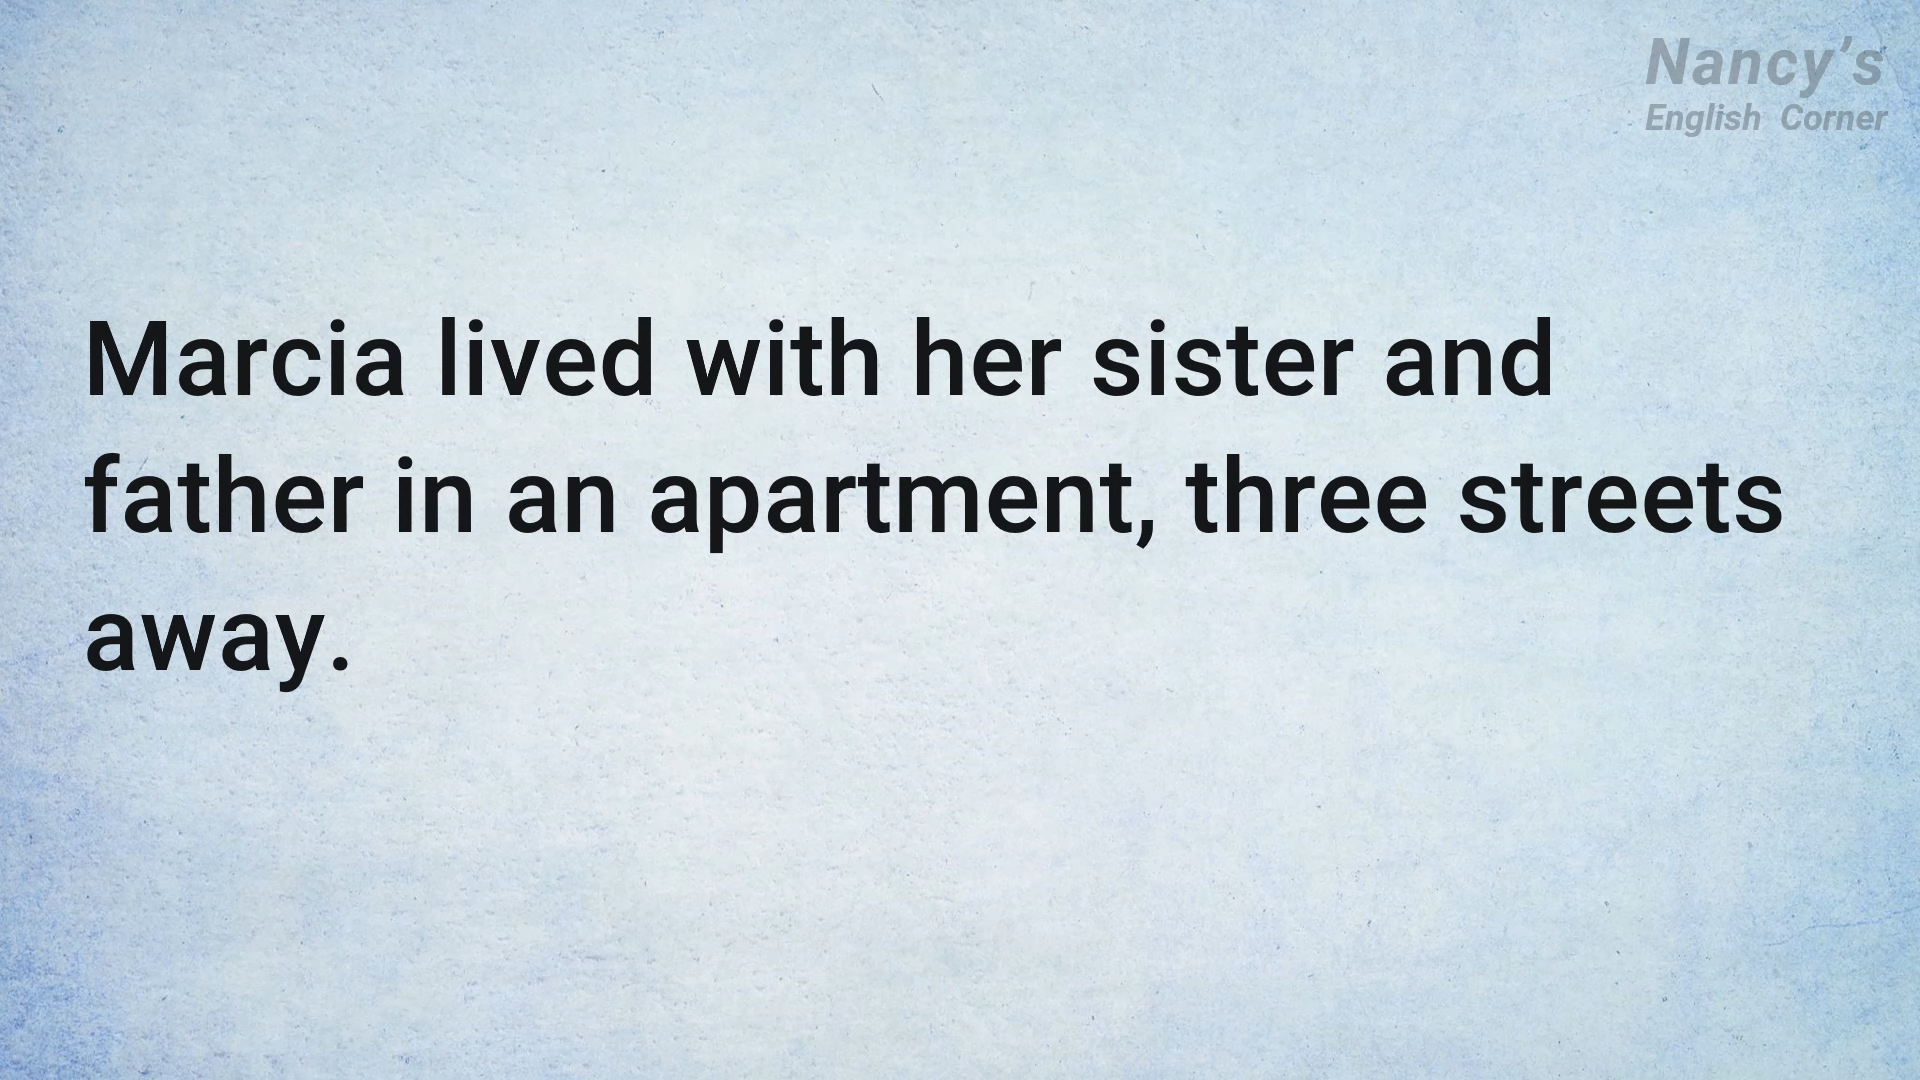 Nancy’s
English Corner
Marcia lived with her sister and
father in an apartment, three streets
away.